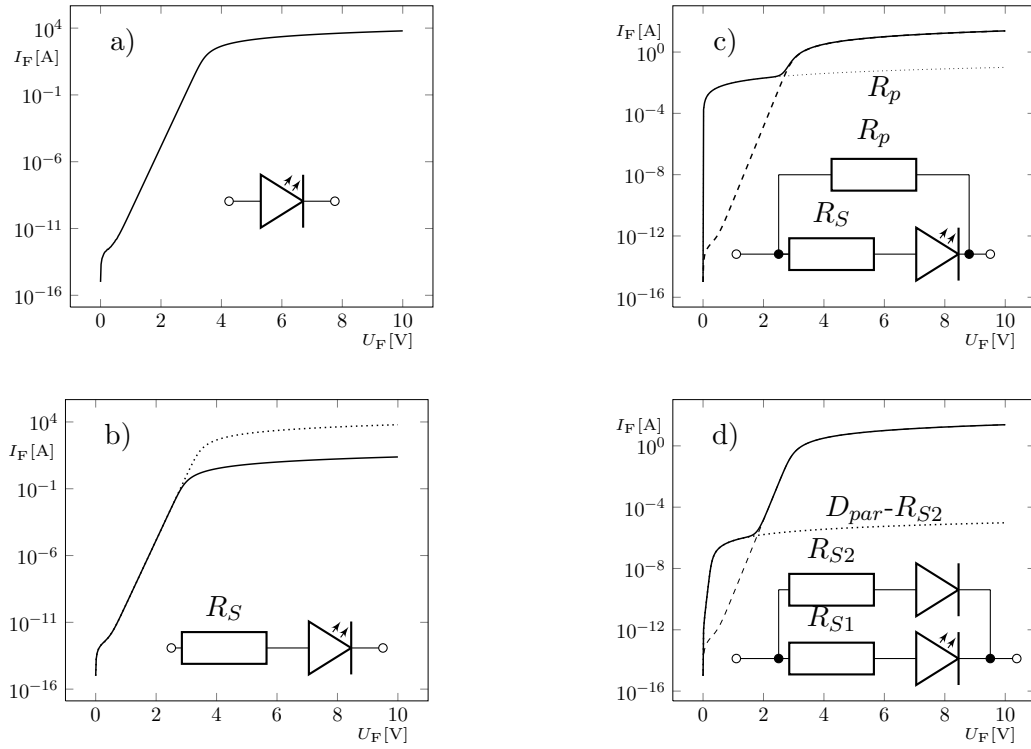 a)
I_F [A]
10^4
10^−1
10^−6
10^−11
10^−16
0 2 4 6 8 10
U_F [V]
c)
I_F [A]
10^0
10^−4
10^−8
10^−12
10^−16
R_p
R_p
R_S
0 2 4 6 8 10
U_F [V]
b)
I_F [A]
10^4
10^−1
10^−6
10^−11
10^−16
R_S
0 2 4 6 8 10
U_F [V]
d)
I_F [A]
10^0
10^−4
10^−8
10^−12
10^−16
D_par-R_S2
R_S2
R_S1
0 2 4 6 8 10
U_F [V]